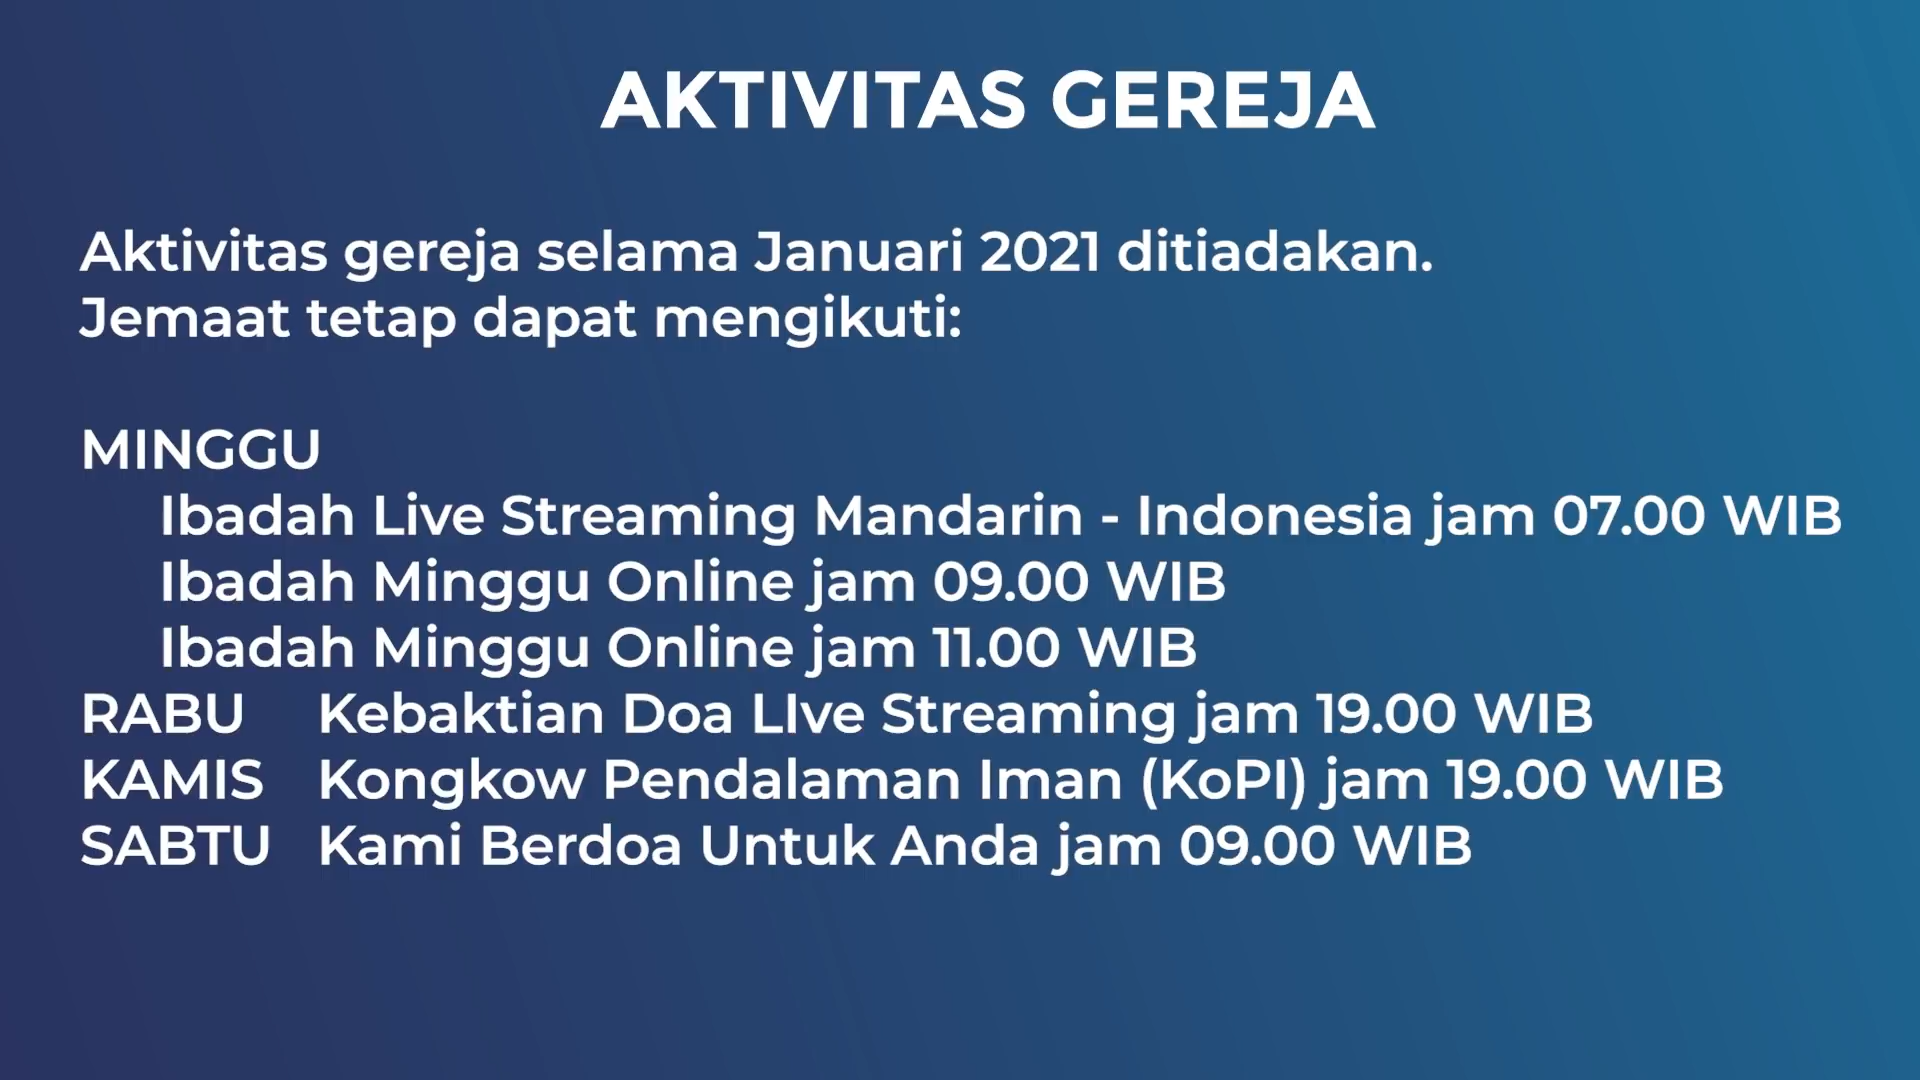 AKTIVITAS GEREJA
Aktivitas gereja selama Januari 2021 ditiadakan.
Jemaat tetap dapat mengikuti:
MINGGU
Ibadah Live Streaming Mandarin - Indonesia jam 07.00 WIB
Ibadah Minggu Online jam 09.00 WIB
Ibadah Minggu Online jam 11.00 WIB
RABU Kebaktian Doa LIve Streaming jam 19.00 WIB
KAMIS Kongkow Pendalaman Iman (KoPI) jam 19.00 WIB
SABTU Kami Berdoa Untuk Anda jam 09.00 WIB